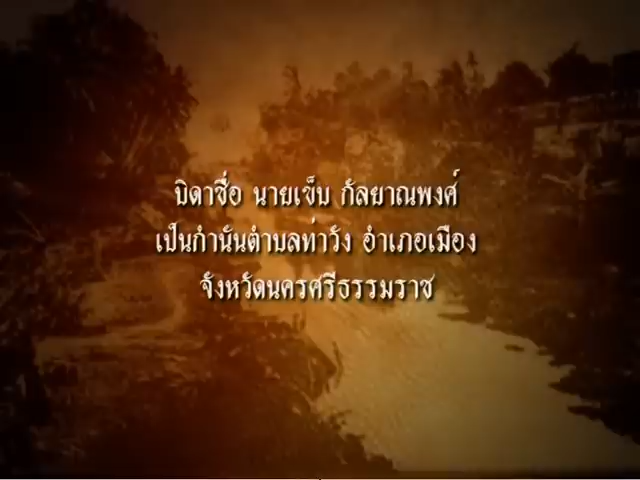 บิดาชื่อ นายเข็บ กัลยาณพงศ์
เป็นกำนันตำบลท่าวัง อำเภอเมือง
จังหวัดนครศรีธรรมราช